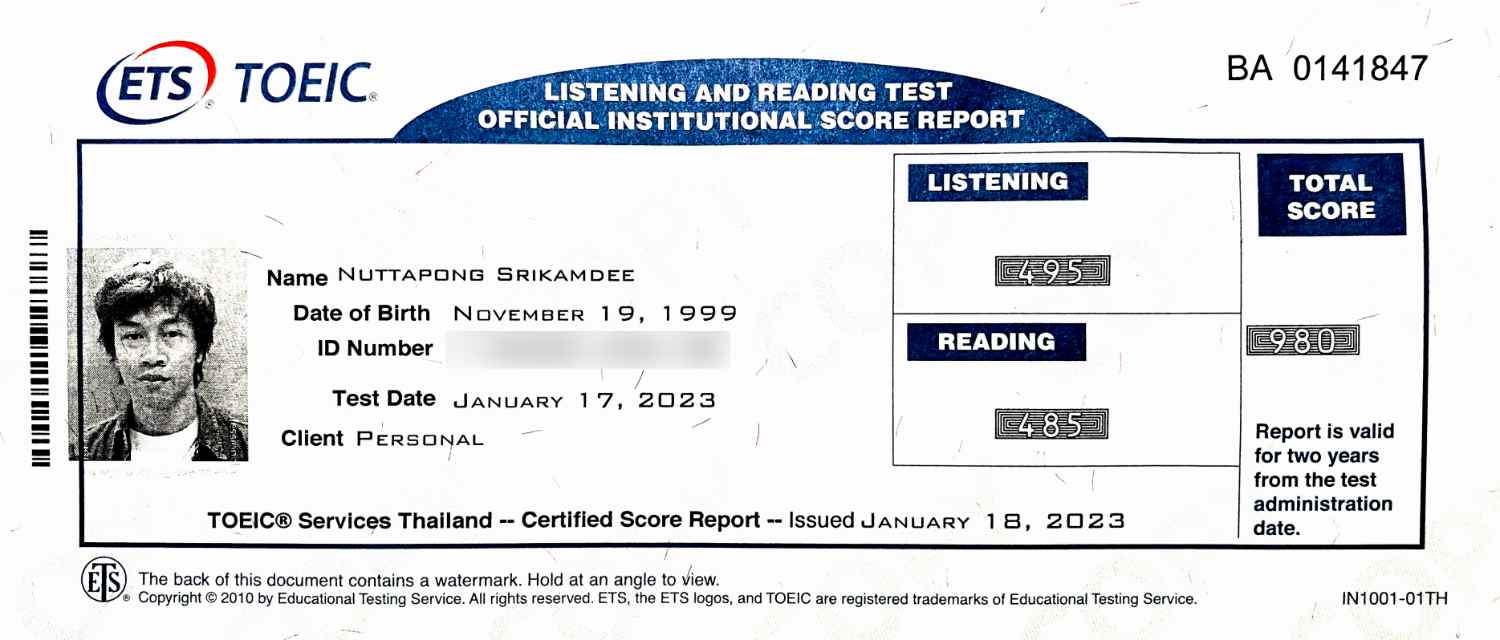 ETS® TOEIC®
LISTENING AND READING TEST
OFFICIAL INSTITUTIONAL SCORE REPORT
BA 0141847
Name NUTTAPONG SRIKAMDEE
Date of Birth NOVEMBER 19, 1999
ID Number
Test Date JANUARY 17, 2023
Client PERSONAL
LISTENING
495
READING
485
TOTAL
SCORE
980
Report is valid
for two years
from the test
administration
date.
TOEIC® Services Thailand -- Certified Score Report -- Issued JANUARY 18, 2023
ETS®
The back of this document contains a watermark. Hold at an angle to view.
Copyright © 2010 by Educational Testing Service. All rights reserved. ETS, the ETS logos, and TOEIC are registered trademarks of Educational Testing Service.
IN1001-01TH